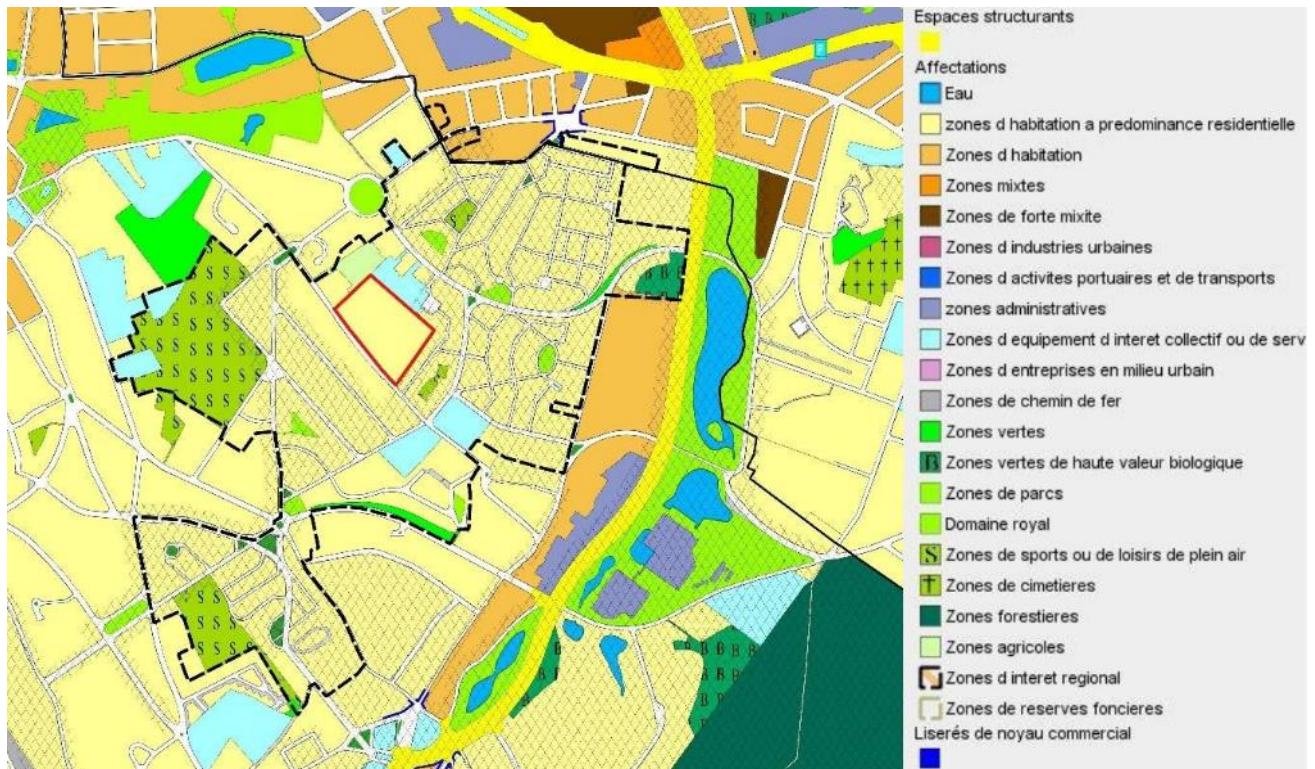 Espaces structurants
Affectations
Eau
zones d habitation a predominance residentielle
Zones d habitation
Zones mixtes
Zones de forte mixite
Zones d industries urbaines
Zones d activites portuaires et de transports
zones administratives
Zones d equipement d interet collectif ou de serv
Zones d entreprises en milieu urbain
Zones de chemin de fer
Zones vertes
B Zones vertes de haute valeur biologique
Zones de parcs
Domaine royal
S Zones de sports ou de loisirs de plein air
Zones de cimetieres
Zones forestieres
Zones agricoles
Zones d interet regional
Zones de reserves foncieres
Liserés de noyau commercial